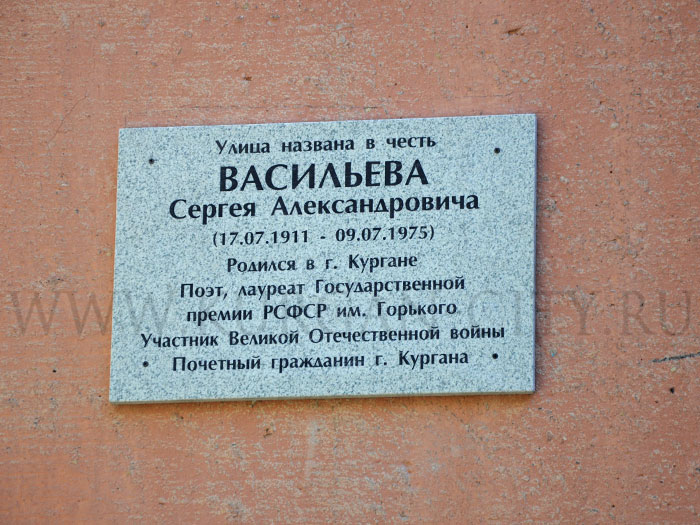 Улица названа в честь
ВАСИЛЬЕВА
Сергея Александровича
(17.07.1911 - 09.07.1975)
Родился в г. Кургане
Поэт, лауреат Государственной
премии РСФСР им. Горького
Участник Великой Отечественной войны
Почетный гражданин г. Кургана